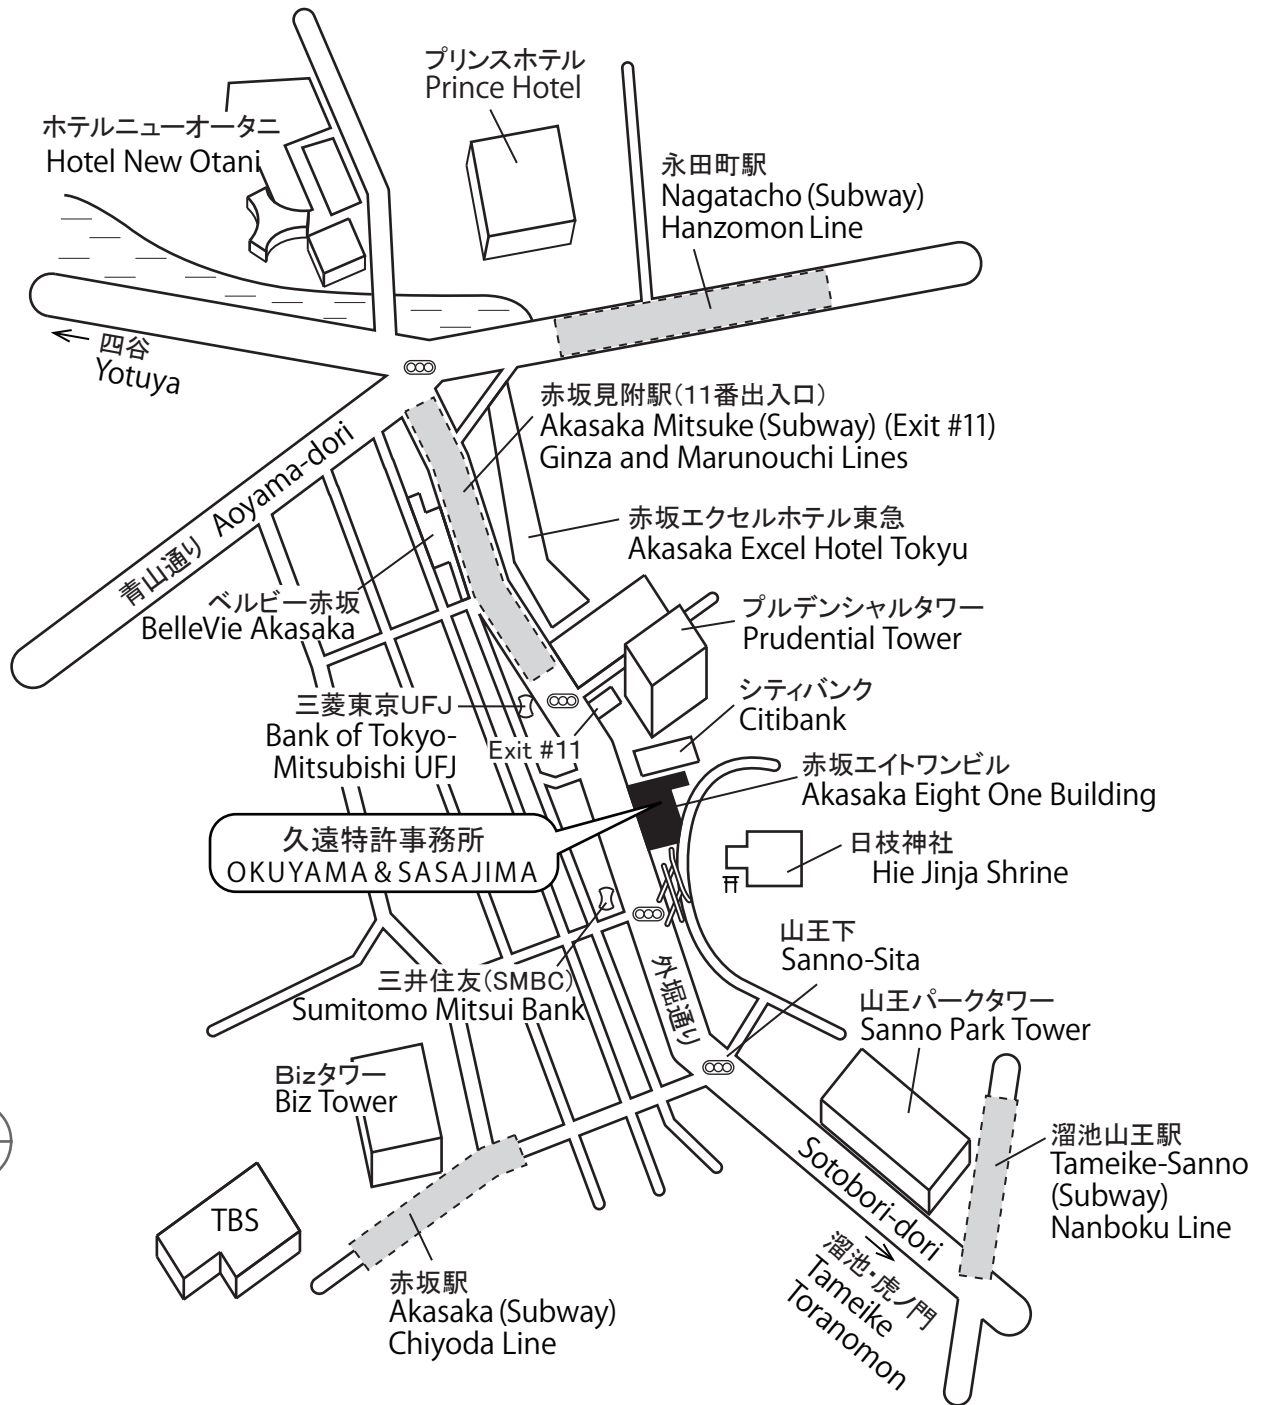 プリンスホテル
Prince Hotel
ホテルニューオータニ
Hotel New Otani
永田町駅
Nagatacho (Subway)
Hanzomon Line
四谷
Yotuya
赤坂見附駅(11番出入口)
Akasaka Mitsuke (Subway) (Exit #11)
Ginza and Marunouchi Lines
青山通り Aoyama-dori
赤坂エクセルホテル東急
Akasaka Excel Hotel Tokyu
ベルビー赤坂
BelleVie Akasaka
プルデンシャルタワー
Prudential Tower
三菱東京UFJ
Bank of Tokyo-
Mitsubishi UFJ
Exit #11
シティバンク
Citibank
赤坂エイトワンビル
Akasaka Eight One Building
久遠特許事務所
OKUYAMA & SASAJIMA
日枝神社
Hie Jinja Shrine
三井住友(SMBC)
Sumitomo Mitsui Bank
外堀通り
山王下
Sanno-Sita
山王パークタワー
Sanno Park Tower
Bizタワー
Biz Tower
溜池山王駅
Tameike-Sanno
(Subway)
Nanboku Line
Sotobori-dori
TBS
溜池・虎ノ門
Tameike
Toranomon
赤坂駅
Akasaka (Subway)
Chiyoda Line